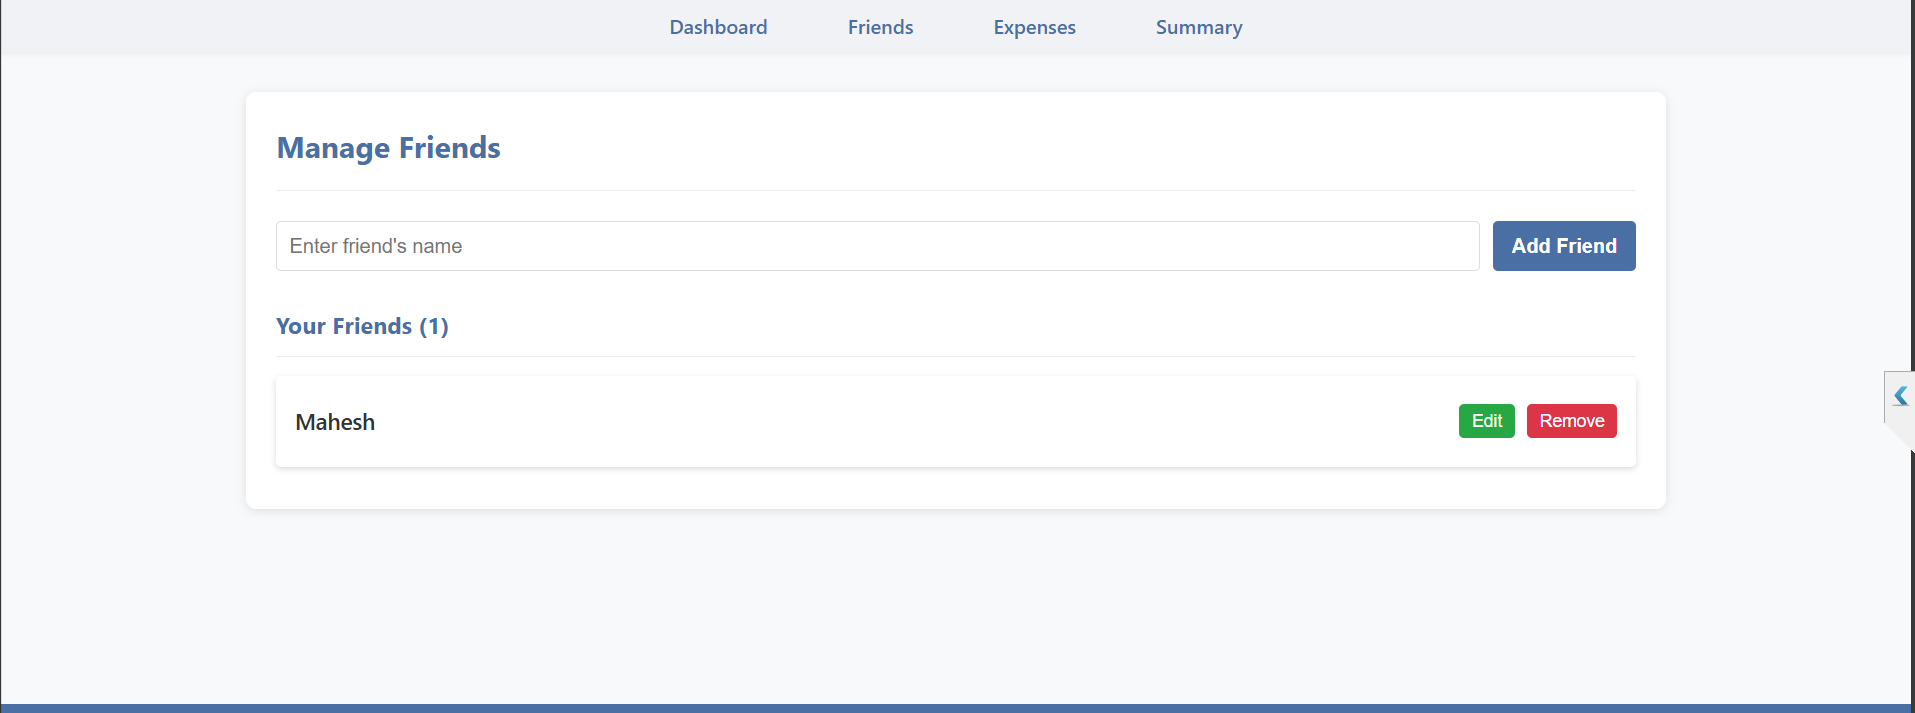 Dashboard Friends Expenses Summary
Manage Friends
Enter friend's name Add Friend
Your Friends (1)
Mahesh Edit Remove